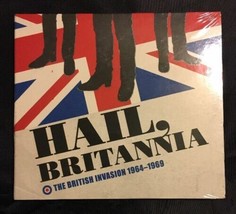 HAIL,
BRITANNIA
THE BRITISH INVASION 1964-1969